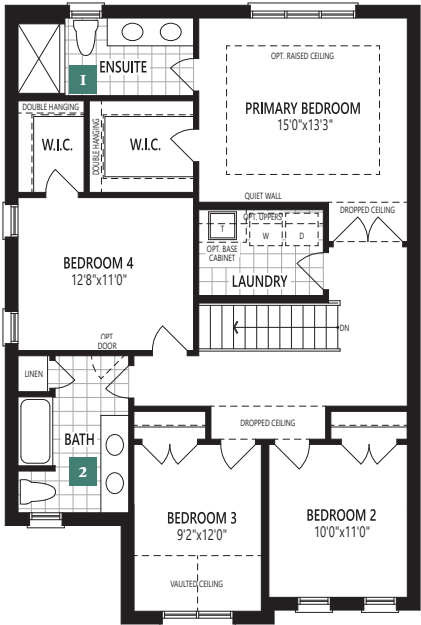 1
ENSUITE
OPT. RAISED CEILING
PRIMARY BEDROOM
15'0"x13'3"
DOUBLE HANGING
W.I.C.
DOUBLE HANGING
W.I.C.
QUIET WALL
DROPPED CEILING
OPT. UPPERS
T
W
D
OPT. BASE
CABINET
LAUNDRY
BEDROOM 4
12'8"x11'0"
DN
OPT.
DOOR
LINEN
DROPPED CEILING
BATH
2
BEDROOM 3
9'2"x12'0"
BEDROOM 2
10'0"x11'0"
VAULTED CEILING